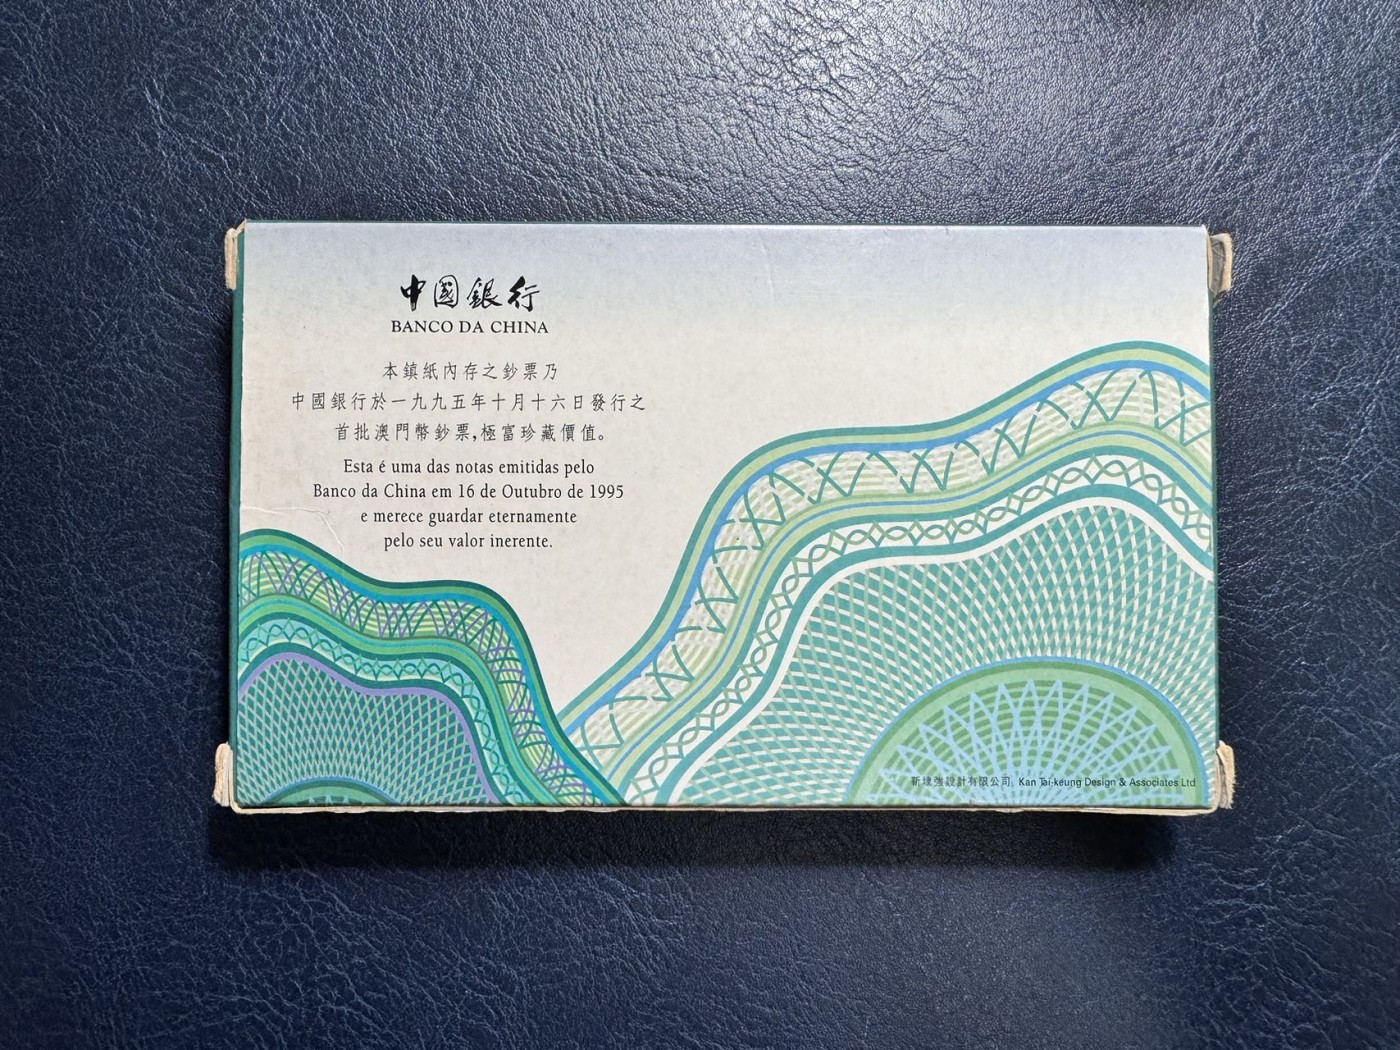 中國銀行
BANCO DA CHINA
本鎮紙內存之鈔票乃
中國銀行於一九九五年十月十六日發行之
首批澳門幣鈔票,極富珍藏價值。
Esta é uma das notas emitidas pelo
Banco da China em 16 de Outubro de 1995
e merece guardar eternamente
pelo seu valor inerente.
靳埭強設計有限公司 Kan Tai-keung Design & Associates Ltd